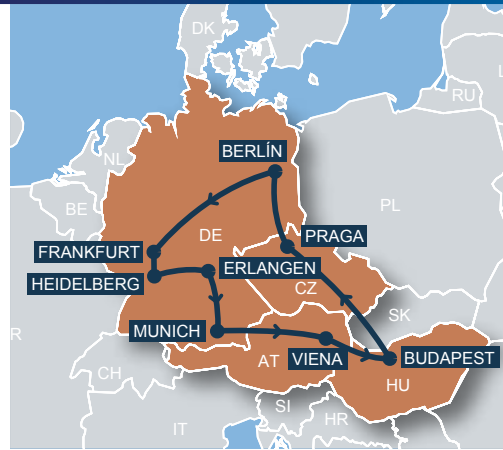 DK
RU
NL
BERLÍN
BE
PL
FRANKFURT
DE
PRAGA
HEIDELBERG
ERLANGEN
CZ
SK
MUNICH
VIENA
BUDAPEST
CH
AT
HU
SI
HR
IT